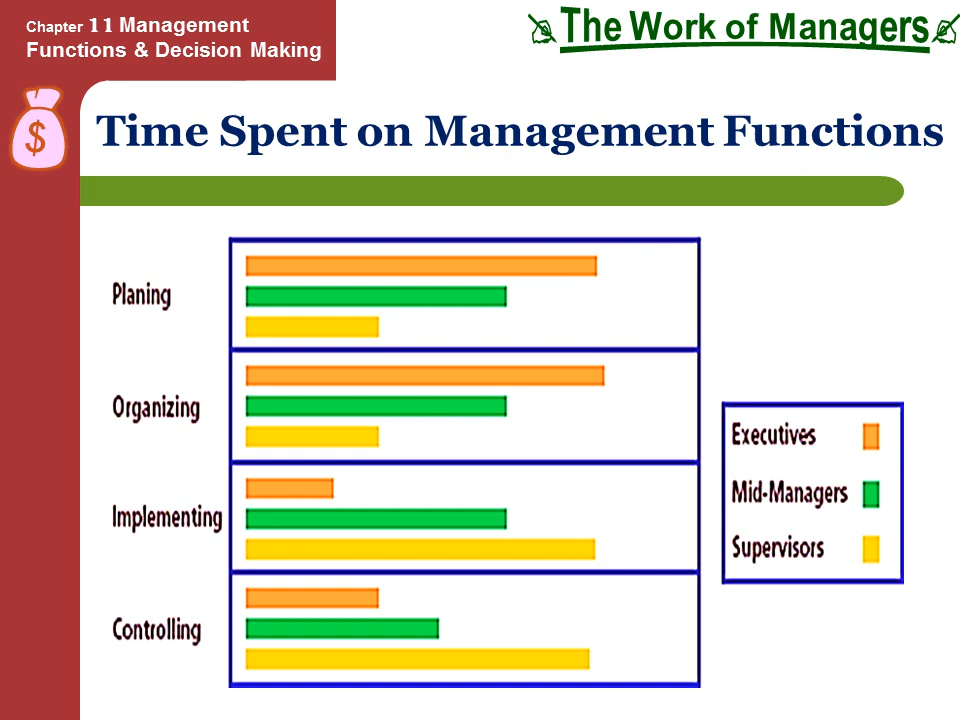 Chapter 11 Management
Functions & Decision Making
The Work of Managers
$
Time Spent on Management Functions
Planing
Organizing
Implementing
Controlling
Executives
Mid-Managers
Supervisors